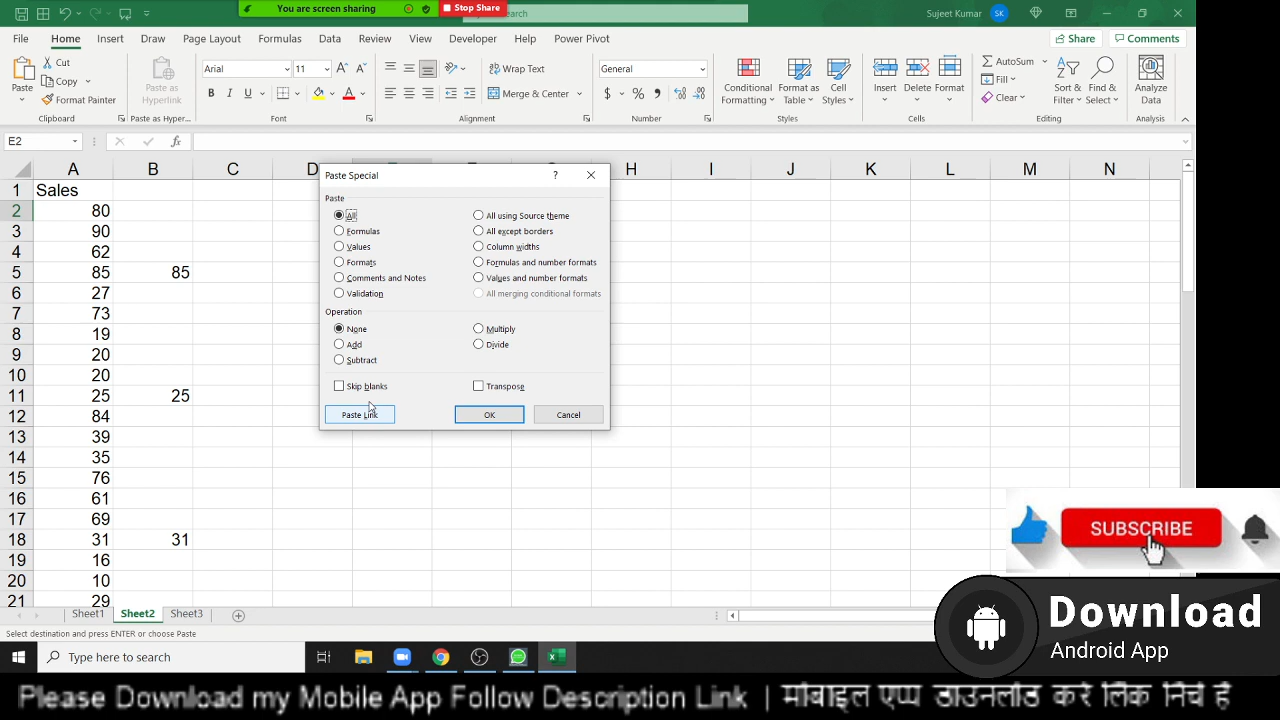 You are screen sharing
Stop Share
Search
Sujeet Kumar
SK
File Home Insert Draw Page Layout Formulas Data Review View Developer Help Power Pivot
Share
Comments
Paste
Cut
Copy
Format Painter
Clipboard
Paste as Hyperlink
Paste as Hyper...
Arial
11
B I U
Font
Wrap Text
Merge & Center
Alignment
General
$ % ,
Number
Conditional Formatting
Format as Table
Cell Styles
Styles
Insert
Delete
Format
Cells
AutoSum
Fill
Clear
Sort & Filter
Find & Select
Editing
Analyze Data
Analysis
E2
fx
A B C D H I J K L M N
1 Sales
2 80
3 90
4 62
5 85 85
6 27
7 73
8 19
9 20
10 20
11 25 25
12 84
13 39
14 35
15 76
16 61
17 69
18 31 31
19 16
20 10
21 29
Paste Special
?
Paste
All
All using Source theme
Formulas
All except borders
Values
Column widths
Formats
Formulas and number formats
Comments and Notes
Values and number formats
Validation
All merging conditional formats
Operation
None
Multiply
Add
Divide
Subtract
Skip blanks
Transpose
Paste Link
OK
Cancel
SUBSCRIBE
Sheet1 Sheet2 Sheet3
Select destination and press ENTER or choose Paste
Download
Android App
Type here to search
Please Download my Mobile App Follow Description Link | मोबाइल एप्प डाउनलोड करे लिंक निचे है